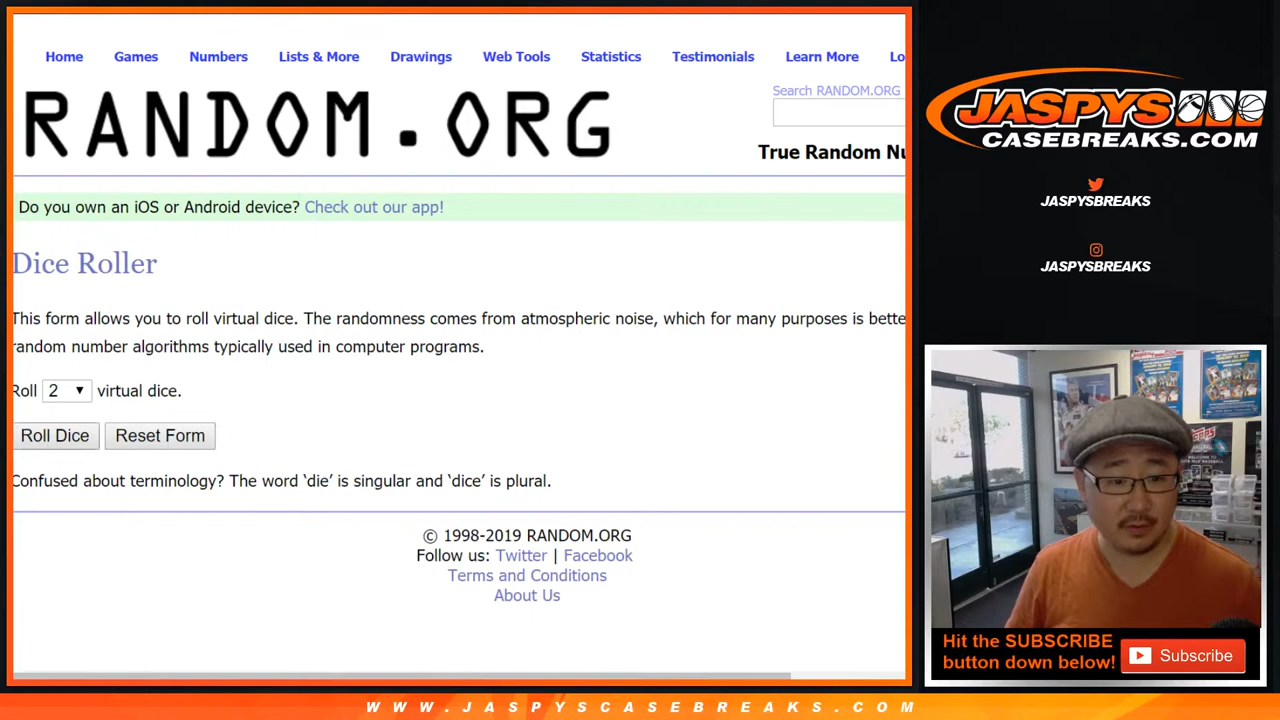 Home Games Numbers Lists & More Drawings Web Tools Statistics Testimonials Learn More Lo
RANDOM.ORG
Search RANDOM.ORG
True Random Nu
Do you own an iOS or Android device? Check out our app!
Dice Roller
This form allows you to roll virtual dice. The randomness comes from atmospheric noise, which for many purposes is bette
random number algorithms typically used in computer programs.
Roll 2 virtual dice.
Roll Dice Reset Form
Confused about terminology? The word ‘die’ is singular and ‘dice’ is plural.
© 1998-2019 RANDOM.ORG
Follow us: Twitter | Facebook
Terms and Conditions
About Us
JASPYS
CASEBREAKS.COM
JASPYSBREAKS
JASPYSBREAKS
Hit the SUBSCRIBE
button down below!
Subscribe
WWW.JASPYSCASEBREAKS.COM